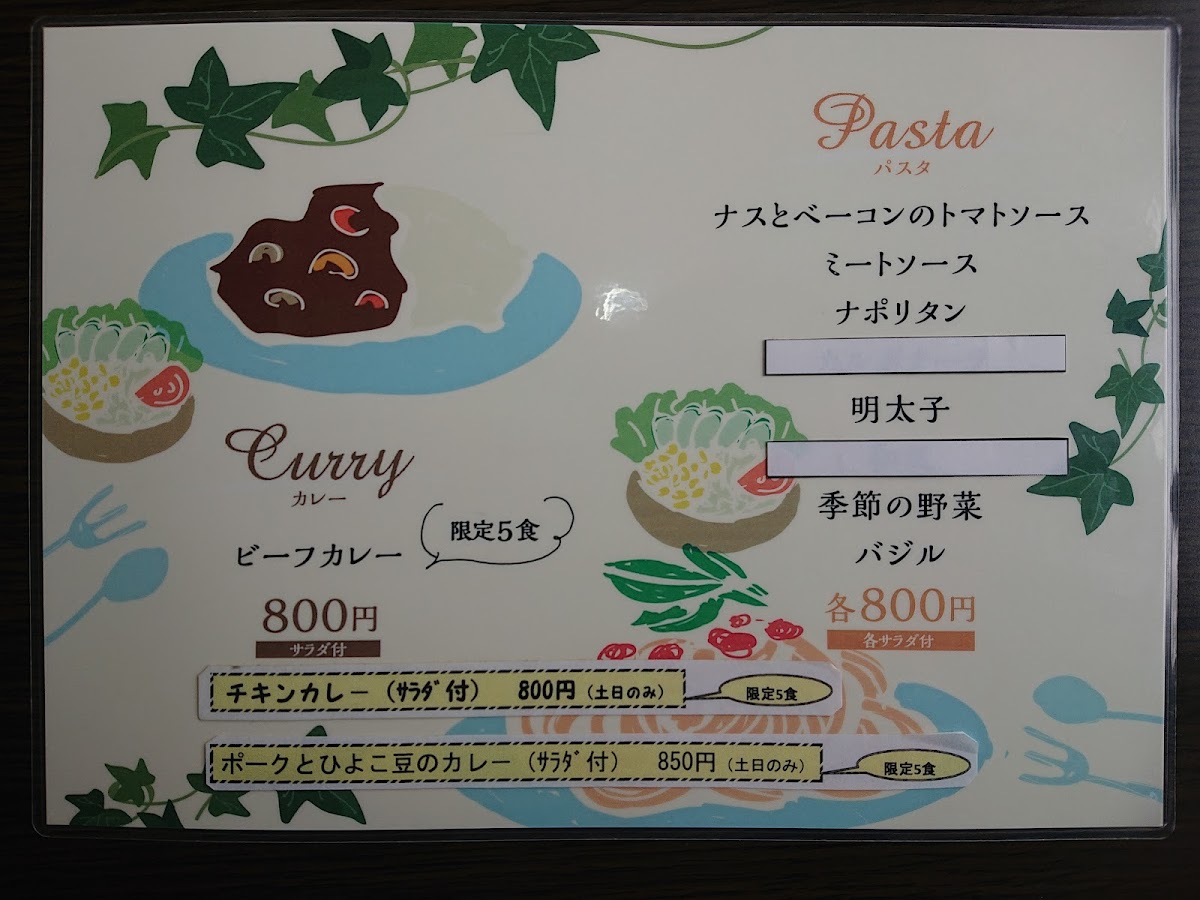 Pasta
パスタ
ナスとベーコンのトマトソース
ミートソース
ナポリタン
明太子
季節の野菜
バジル
各800円
各サラダ付
Curry
カレー
ビーフカレー
限定5食
800円
サラダ付
チキンカレー（ｻﾗﾀﾞ付） 800円（土日のみ） 限定5食
ポークとひよこ豆のカレー（ｻﾗﾀﾞ付） 850円（土日のみ） 限定5食